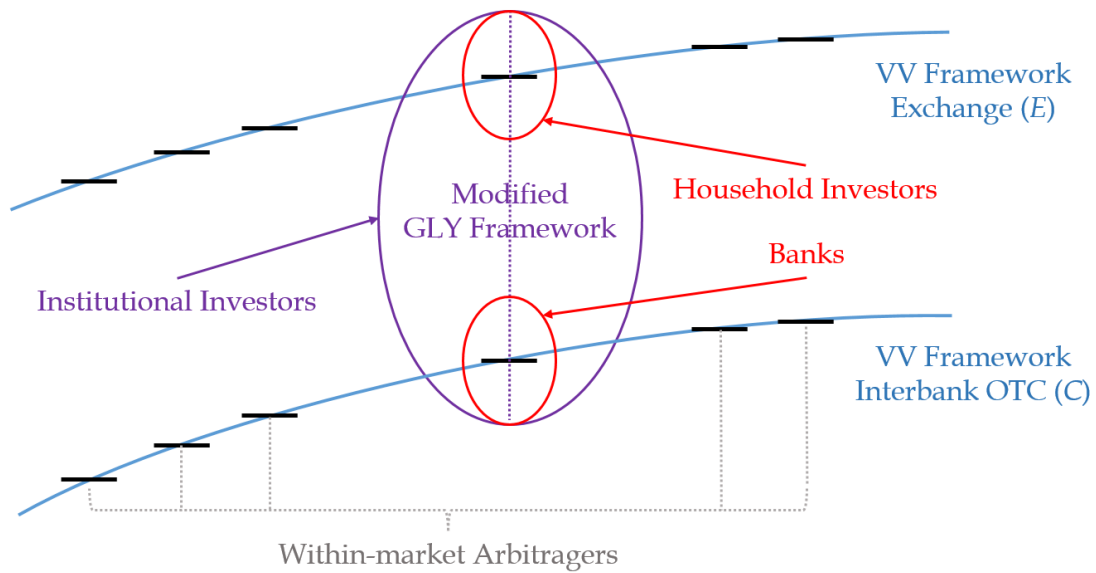 VV Framework
Exchange (E)
Household Investors
Modified
GLY Framework
Banks
Institutional Investors
VV Framework
Interbank OTC (C)
Within-market Arbitragers